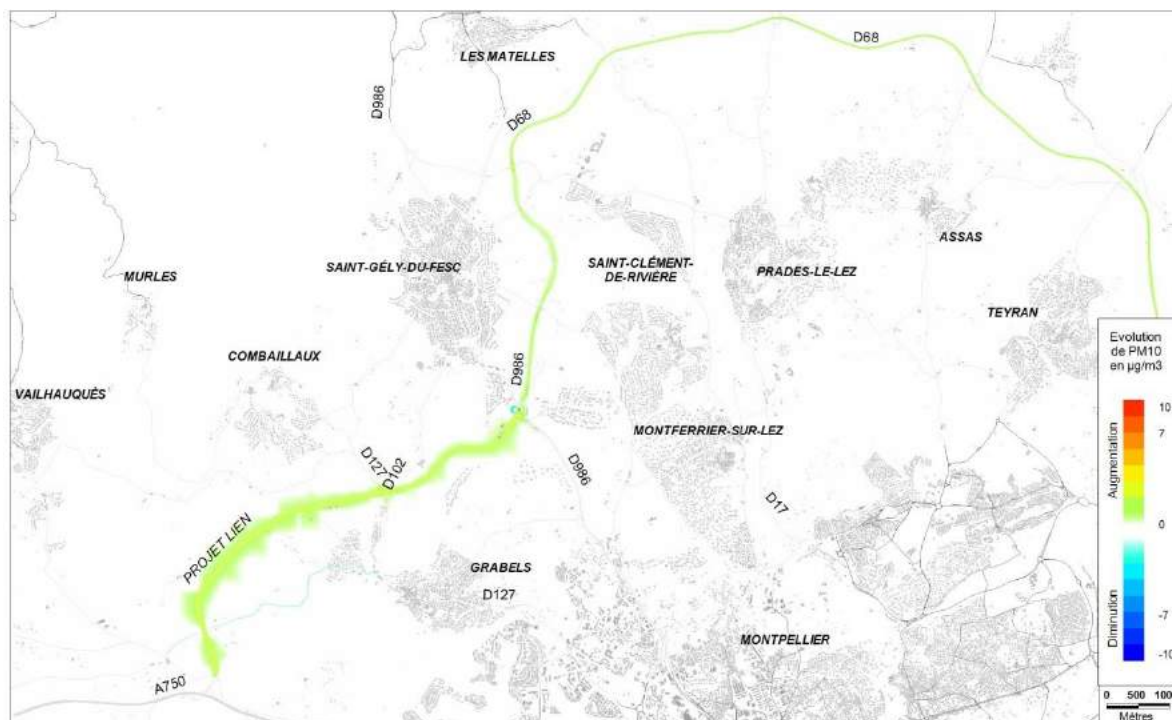 D68
LES MATELLES
D986
D68
ASSAS
SAINT-GÉLY-DU-FESC
SAINT-CLÉMENT-
DE-RIVIÈRE
PRADES-LE-LEZ
MURLES
TEYRAN
COMBAILLAUX
D986
VAILHAUQUÈS
MONTFERRIER-SUR-LEZ
D127
D102
D986
D17
PROJET LIEN
GRABELS
D127
MONTPELLIER
A750
Evolution
de PM10
en µg/m3
Augmentation
10
7
0
Diminution
-7
-10
0 500 100
Mètres